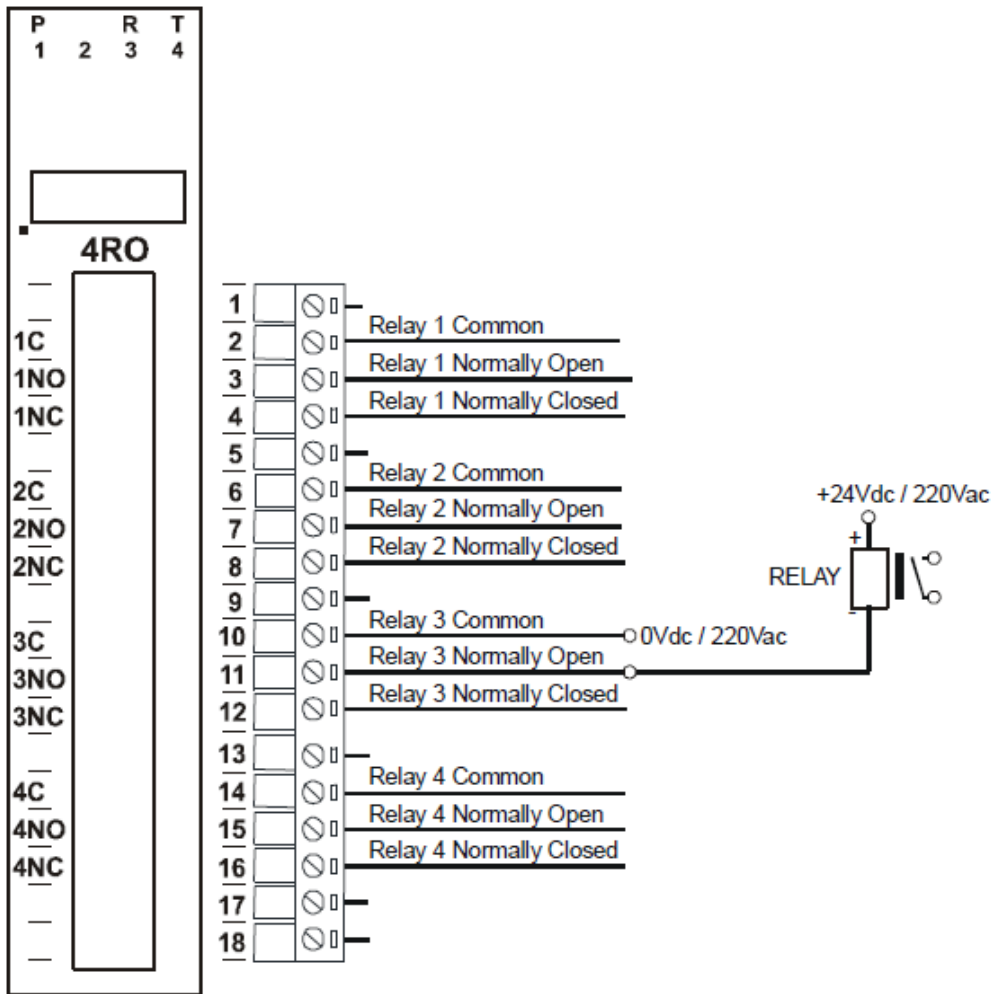 P R T
1 2 3 4
4RO
1C
1NO
1NC
2C
2NO
2NC
3C
3NO
3NC
4C
4NO
4NC
1
2 Relay 1 Common
3 Relay 1 Normally Open
4 Relay 1 Normally Closed
5
6 Relay 2 Common
7 Relay 2 Normally Open
8 Relay 2 Normally Closed
9
10 Relay 3 Common 0Vdc / 220Vac
11 Relay 3 Normally Open
12 Relay 3 Normally Closed
13
14 Relay 4 Common
15 Relay 4 Normally Open
16 Relay 4 Normally Closed
17
18
+24Vdc / 220Vac
+
RELAY
-